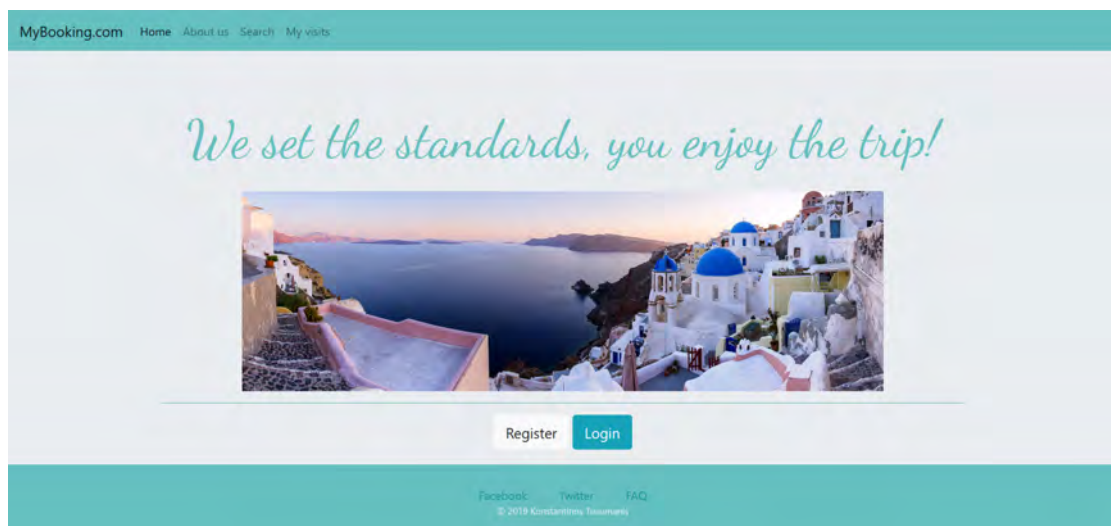 MyBooking.com Home About us Search My visits
We set the standards, you enjoy the trip!
Register Login
Facebook Twitter FAQ
© 2019 Konstantinos